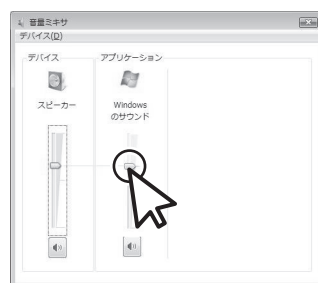 音量ミキサ
デバイス(D)
デバイス
アプリケーション
スピーカー
Windows
のサウンド